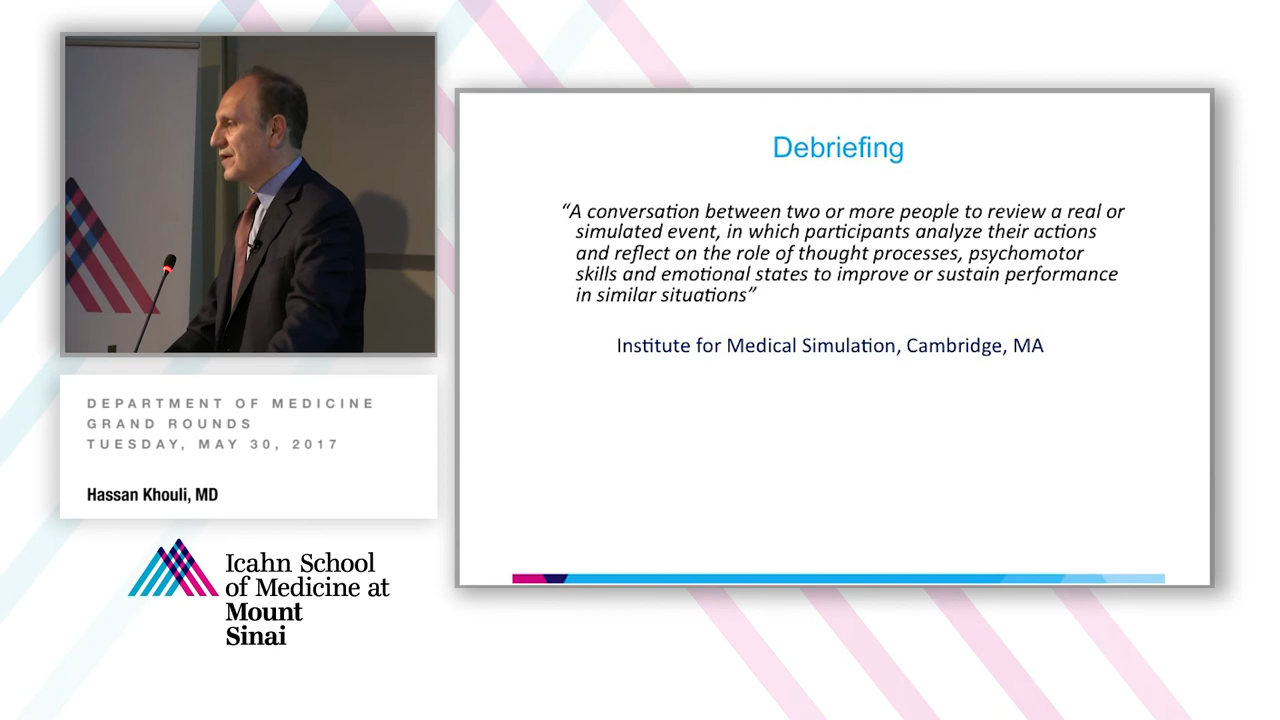 DEPARTMENT OF MEDICINE
GRAND ROUNDS
TUESDAY, MAY 30, 2017
Hassan Khouli, MD
Icahn School
of Medicine at
Mount
Sinai
Debriefing
“A conversation between two or more people to review a real or
simulated event, in which participants analyze their actions
and reflect on the role of thought processes, psychomotor
skills and emotional states to improve or sustain performance
in similar situations”
Institute for Medical Simulation, Cambridge, MA